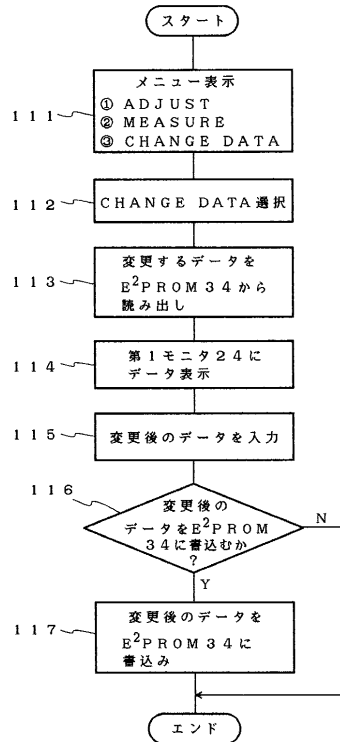 スタート
メニュー表示
① ADJUST
② MEASURE
③ CHANGE DATA
111
CHANGE DATA選択
112
変更するデータを
E²PROM34から
読み出し
113
第1モニタ24に
データ表示
114
変更後のデータを入力
115
116
変更後の
データをE²PROM
34に書込むか
?
N
Y
変更後のデータを
E²PROM34に
書込み
117
エンド